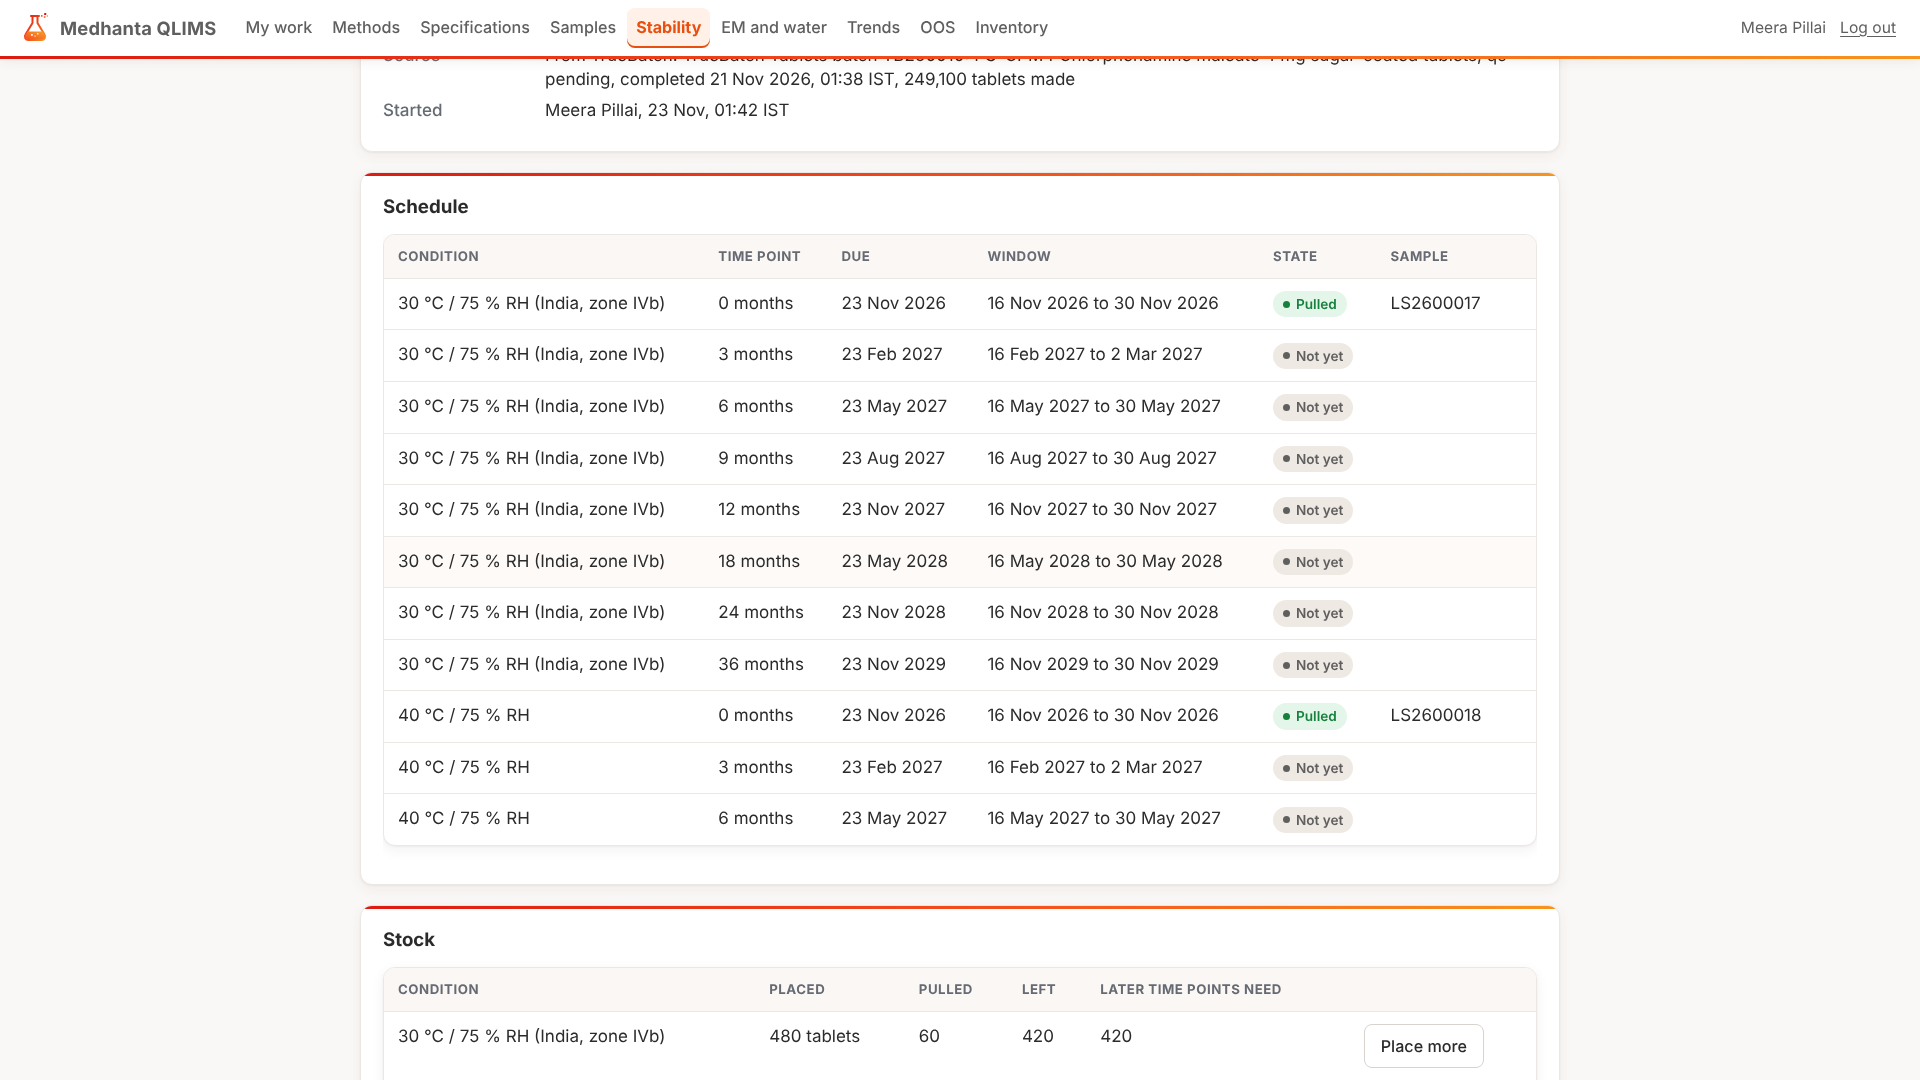 Medhanta QLIMS My work Methods Specifications Samples Stability EM and water Trends OOS Inventory Meera Pillai Log out
pending, completed 21 Nov 2026, 01:38 IST, 249,100 tablets made
Started Meera Pillai, 23 Nov, 01:42 IST
Schedule
CONDITION TIME POINT DUE WINDOW STATE SAMPLE
30 °C / 75 % RH (India, zone IVb) 0 months 23 Nov 2026 16 Nov 2026 to 30 Nov 2026 Pulled LS2600017
30 °C / 75 % RH (India, zone IVb) 3 months 23 Feb 2027 16 Feb 2027 to 2 Mar 2027 Not yet
30 °C / 75 % RH (India, zone IVb) 6 months 23 May 2027 16 May 2027 to 30 May 2027 Not yet
30 °C / 75 % RH (India, zone IVb) 9 months 23 Aug 2027 16 Aug 2027 to 30 Aug 2027 Not yet
30 °C / 75 % RH (India, zone IVb) 12 months 23 Nov 2027 16 Nov 2027 to 30 Nov 2027 Not yet
30 °C / 75 % RH (India, zone IVb) 18 months 23 May 2028 16 May 2028 to 30 May 2028 Not yet
30 °C / 75 % RH (India, zone IVb) 24 months 23 Nov 2028 16 Nov 2028 to 30 Nov 2028 Not yet
30 °C / 75 % RH (India, zone IVb) 36 months 23 Nov 2029 16 Nov 2029 to 30 Nov 2029 Not yet
40 °C / 75 % RH 0 months 23 Nov 2026 16 Nov 2026 to 30 Nov 2026 Pulled LS2600018
40 °C / 75 % RH 3 months 23 Feb 2027 16 Feb 2027 to 2 Mar 2027 Not yet
40 °C / 75 % RH 6 months 23 May 2027 16 May 2027 to 30 May 2027 Not yet
Stock
CONDITION PLACED PULLED LEFT LATER TIME POINTS NEED
30 °C / 75 % RH (India, zone IVb) 480 tablets 60 420 420 Place more